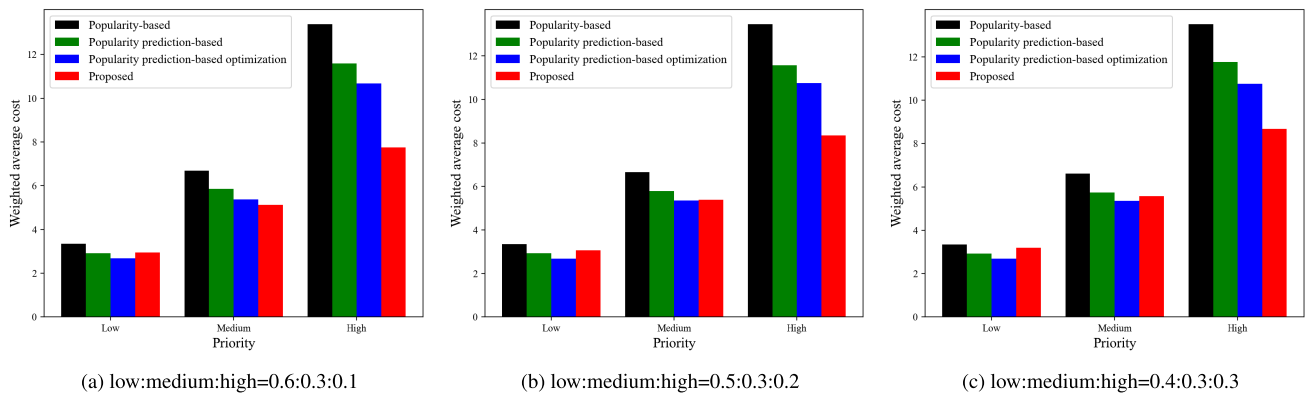 Popularity-based
Popularity prediction-based
Popularity prediction-based optimization
Proposed
Weighted average cost
12
10
8
6
4
2
0
Low Medium High
Priority
(a) low:medium:high=0.6:0.3:0.1
Popularity-based
Popularity prediction-based
Popularity prediction-based optimization
Proposed
Weighted average cost
12
10
8
6
4
2
0
Low Medium High
Priority
(b) low:medium:high=0.5:0.3:0.2
Popularity-based
Popularity prediction-based
Popularity prediction-based optimization
Proposed
Weighted average cost
12
10
8
6
4
2
0
Low Medium High
Priority
(c) low:medium:high=0.4:0.3:0.3